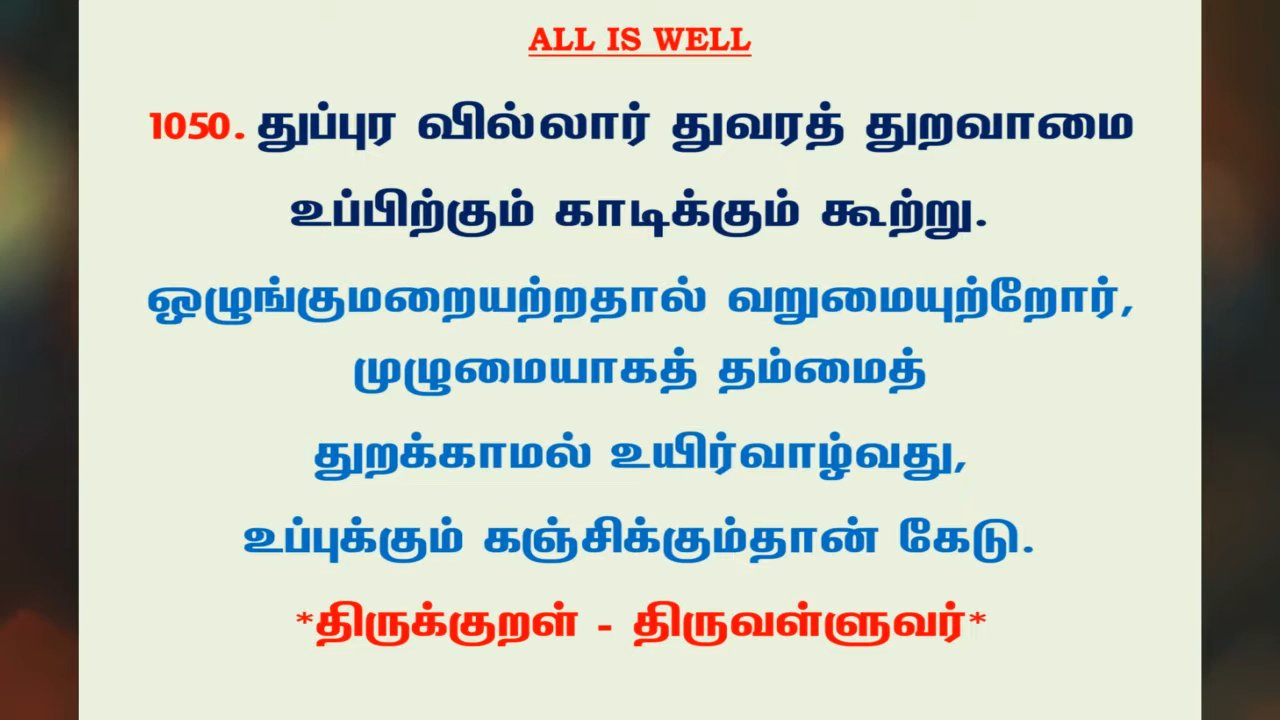 ALL IS WELL
1050. துப்புர வில்லார் துவரத் துறவாமை
உப்பிற்கும் காடிக்கும் கூற்று.
ஒழுங்குமறையற்றதால் வறுமையுற்றோர்,
முழுமையாகத் தம்மைத்
துறக்காமல் உயிர்வாழ்வது,
உப்புக்கும் கஞ்சிக்கும்தான் கேடு.
*திருக்குறள் - திருவள்ளுவர்*